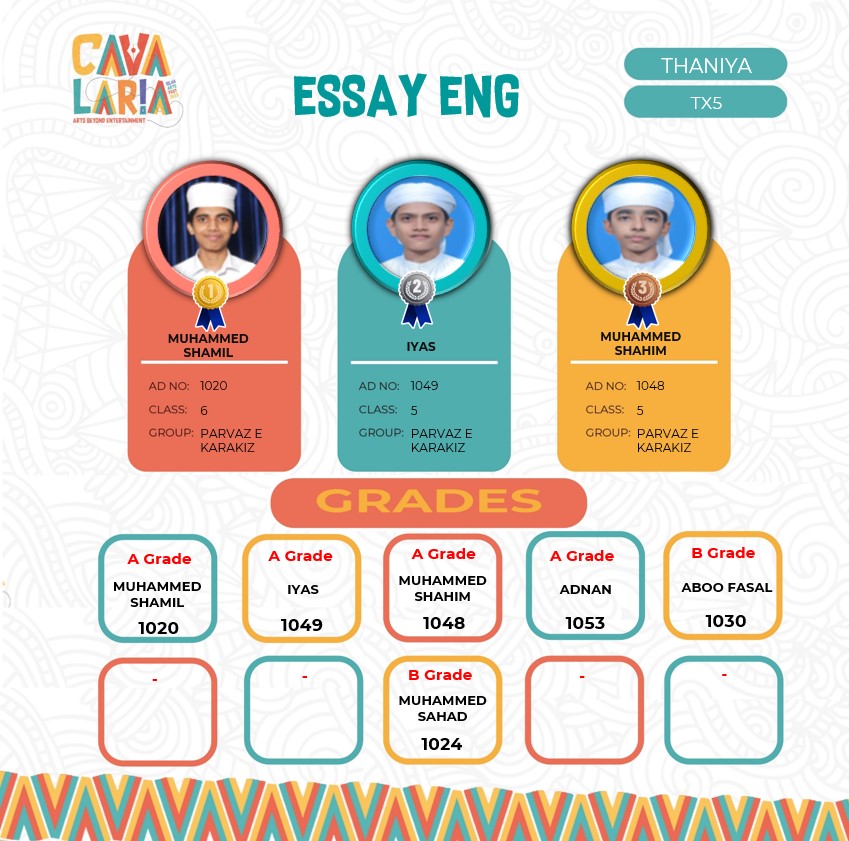 CAVA
LARIA
ARTS BEYOND ENTERTAINMENT
ESSAY ENG
THANIYA
TX5
1
2
3
MUHAMMED
SHAMIL
AD NO: 1020
CLASS: 6
GROUP: PARVAZ E
KARAKIZ
IYAS
AD NO: 1049
CLASS: 5
GROUP: PARVAZ E
KARAKIZ
MUHAMMED
SHAHIM
AD NO: 1048
CLASS: 5
GROUP: PARVAZ E
KARAKIZ
GRADES
A Grade
MUHAMMED
SHAMIL
1020
A Grade
IYAS
1049
A Grade
MUHAMMED
SHAHIM
1048
A Grade
ADNAN
1053
B Grade
ABOO FASAL
1030
-
-
B Grade
MUHAMMED
SAHAD
1024
-
-